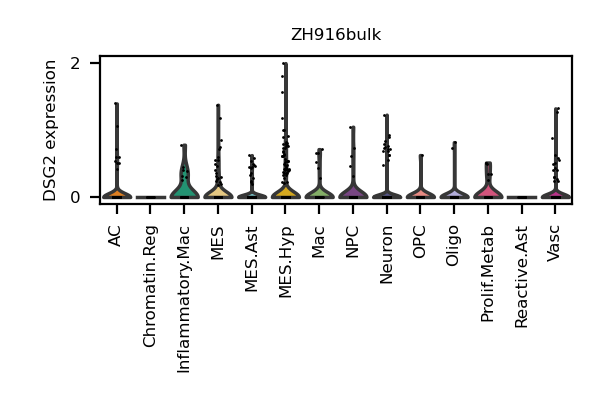 ZH916bulk
DSG2 expression
2
0
AC
Chromatin.Reg
Inflammatory.Mac
MES
MES.Ast
MES.Hyp
Mac
NPC
Neuron
OPC
Oligo
Prolif.Metab
Reactive.Ast
Vasc